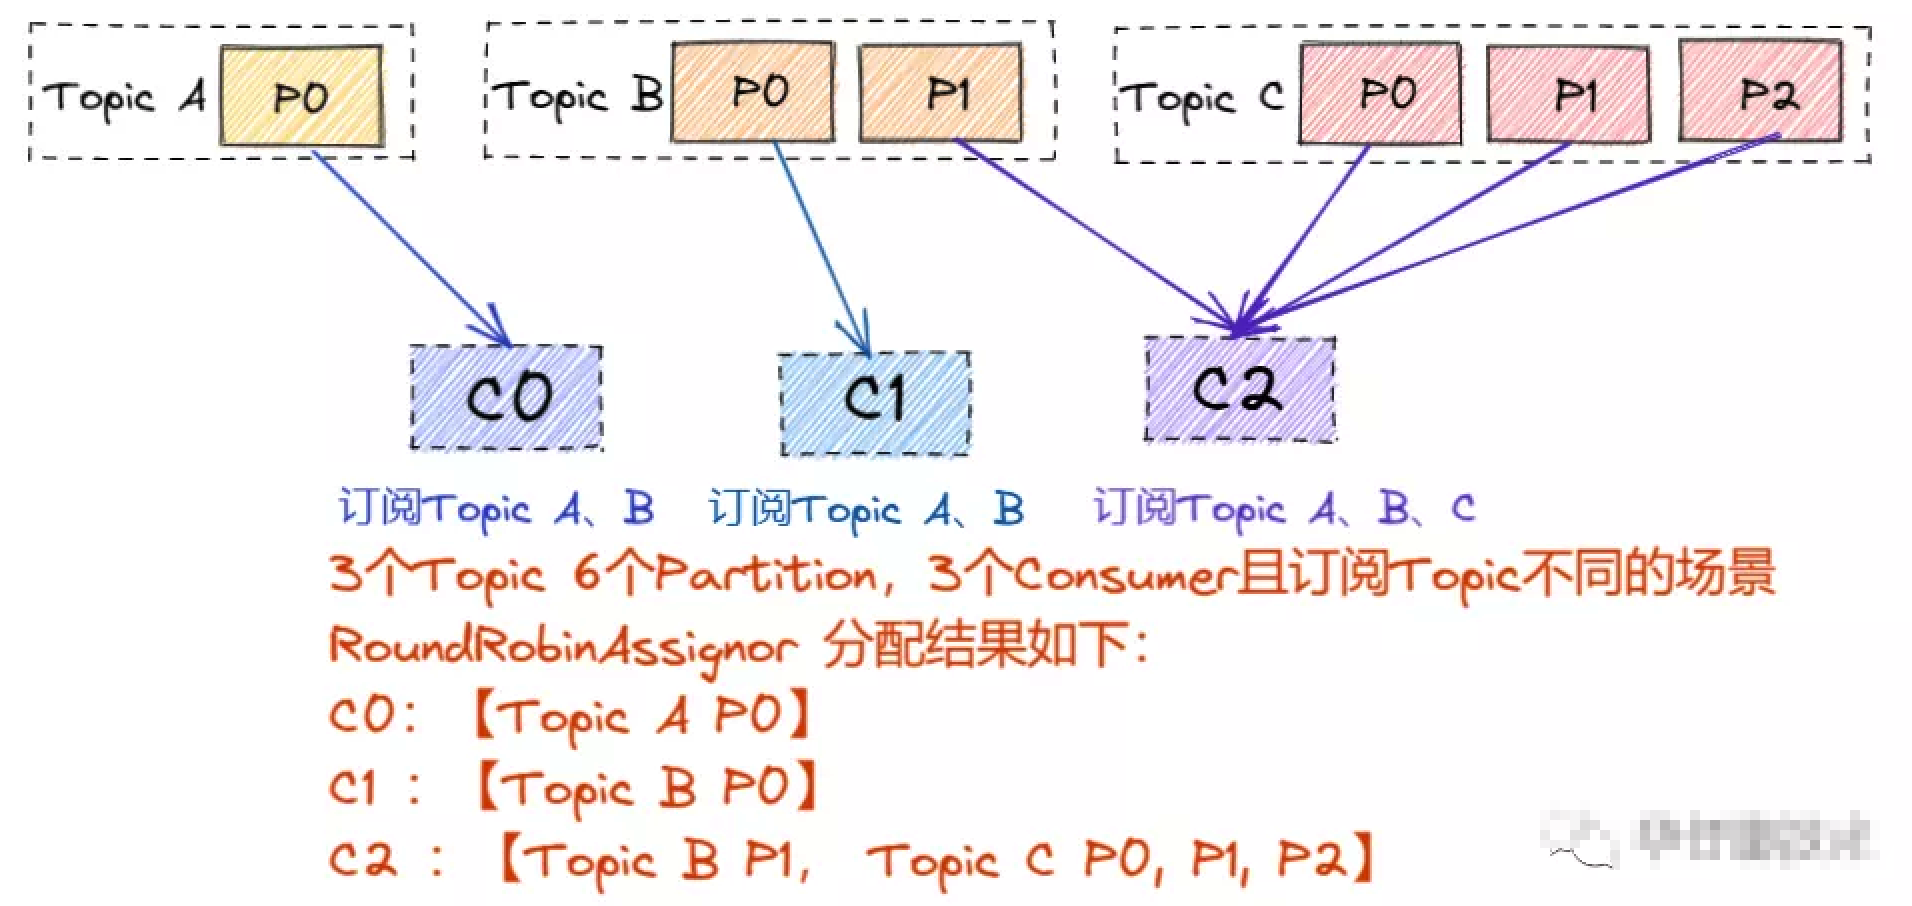 Topic A P0 Topic B P0 P1 Topic C P0 P1 P2
C0 C1 C2
订阅Topic A、B 订阅Topic A、B 订阅Topic A、B、C
3个Topic 6个Partition，3个Consumer且订阅Topic不同的场景
RoundRobinAssignor 分配结果如下：
C0：【Topic A P0】
C1 ：【Topic B P0】
C2 ：【Topic B P1， Topic C P0, P1, P2】